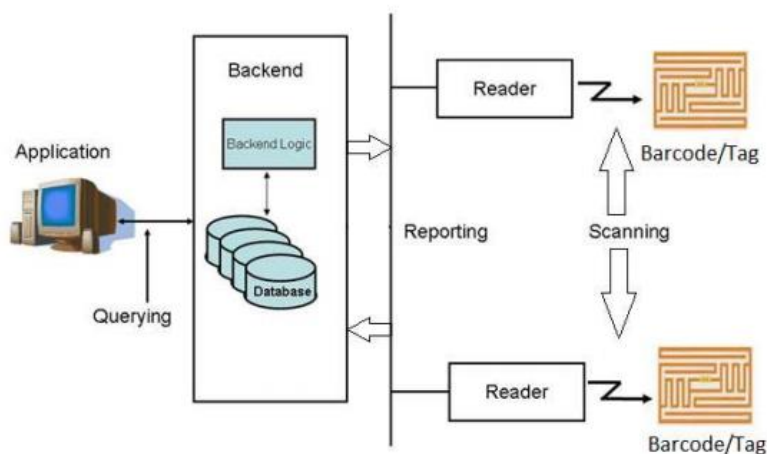 Backend
Reader
Backend Logic
Barcode/Tag
Application
Reporting
Scanning
Database
Querying
Reader
Barcode/Tag